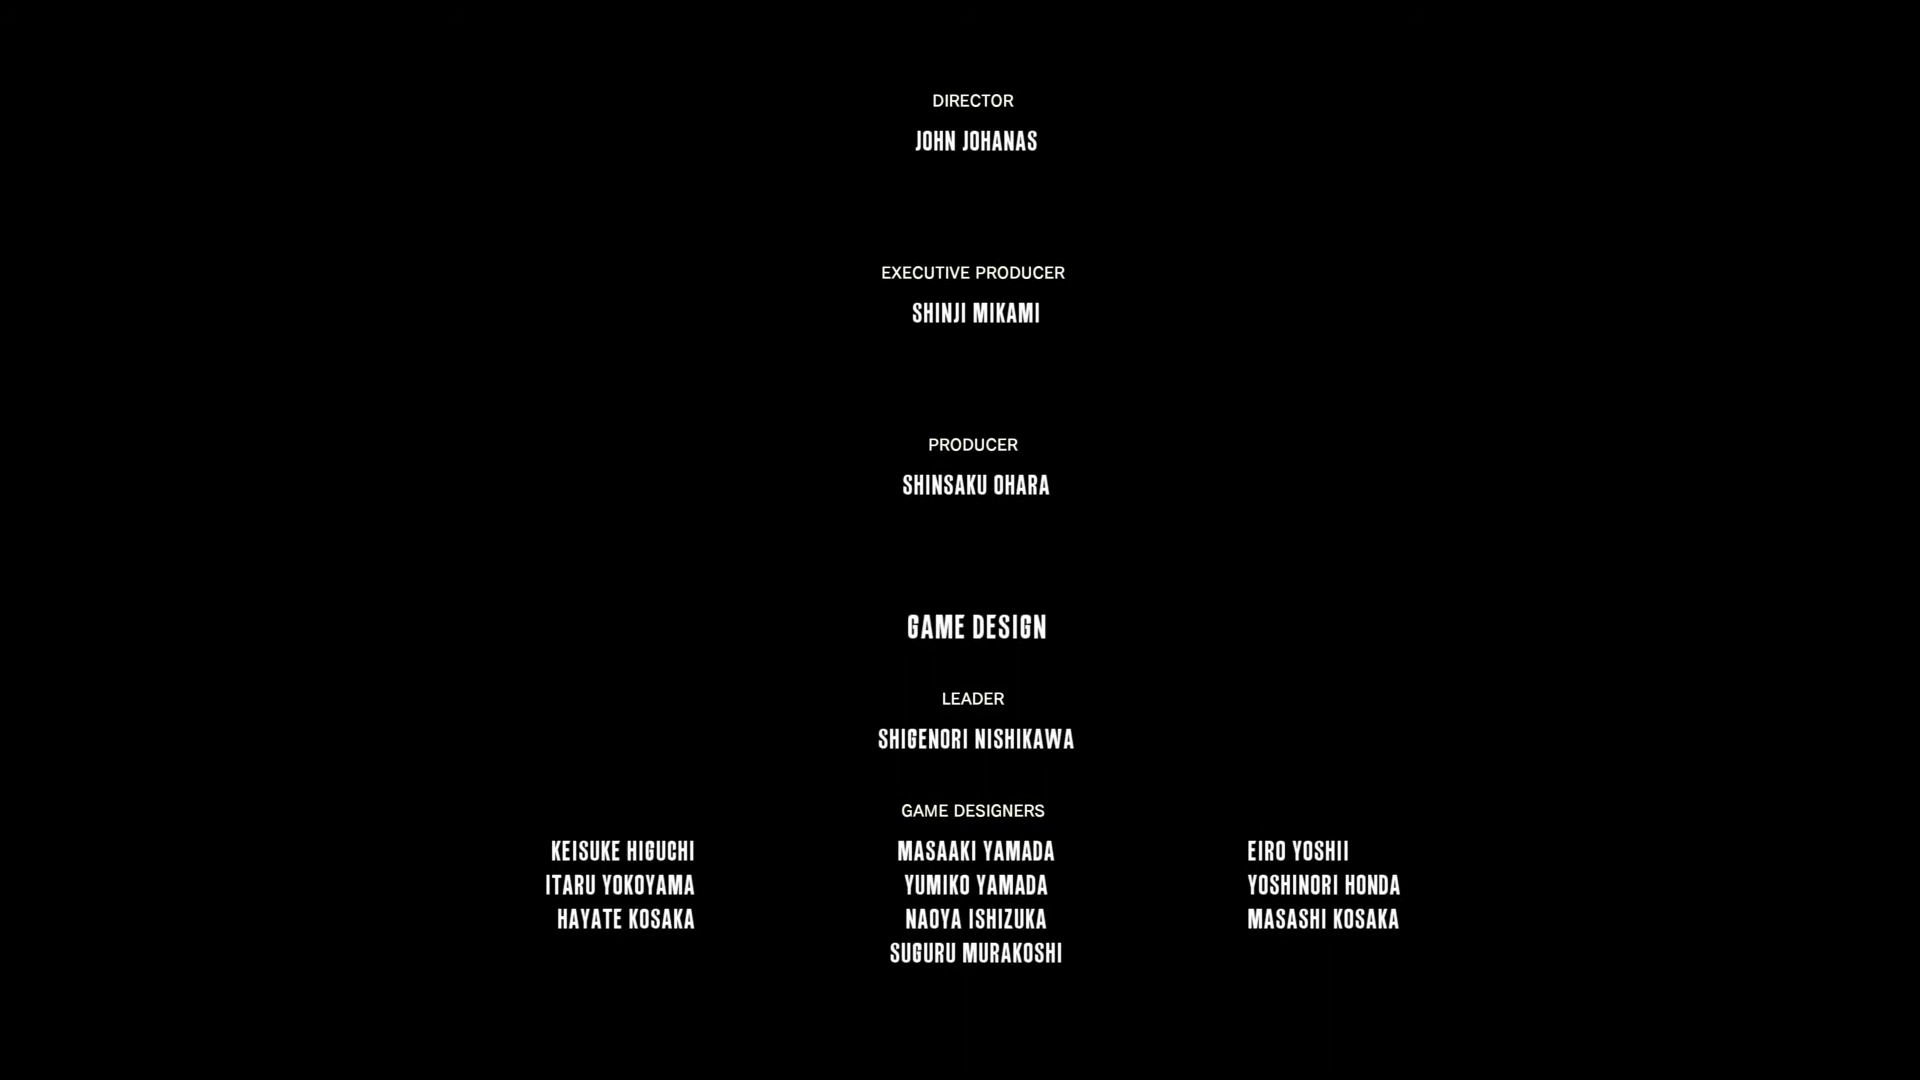 DIRECTOR
JOHN JOHANAS
EXECUTIVE PRODUCER
SHINJI MIKAMI
PRODUCER
SHINSAKU OHARA
GAME DESIGN
LEADER
SHIGENORI NISHIKAWA
GAME DESIGNERS
KEISUKE HIGUCHI MASAAKI YAMADA EIRO YOSHII
ITARU YOKOYAMA YUMIKO YAMADA YOSHINORI HONDA
HAYATE KOSAKA NAOYA ISHIZUKA MASASHI KOSAKA
SUGURU MURAKOSHI